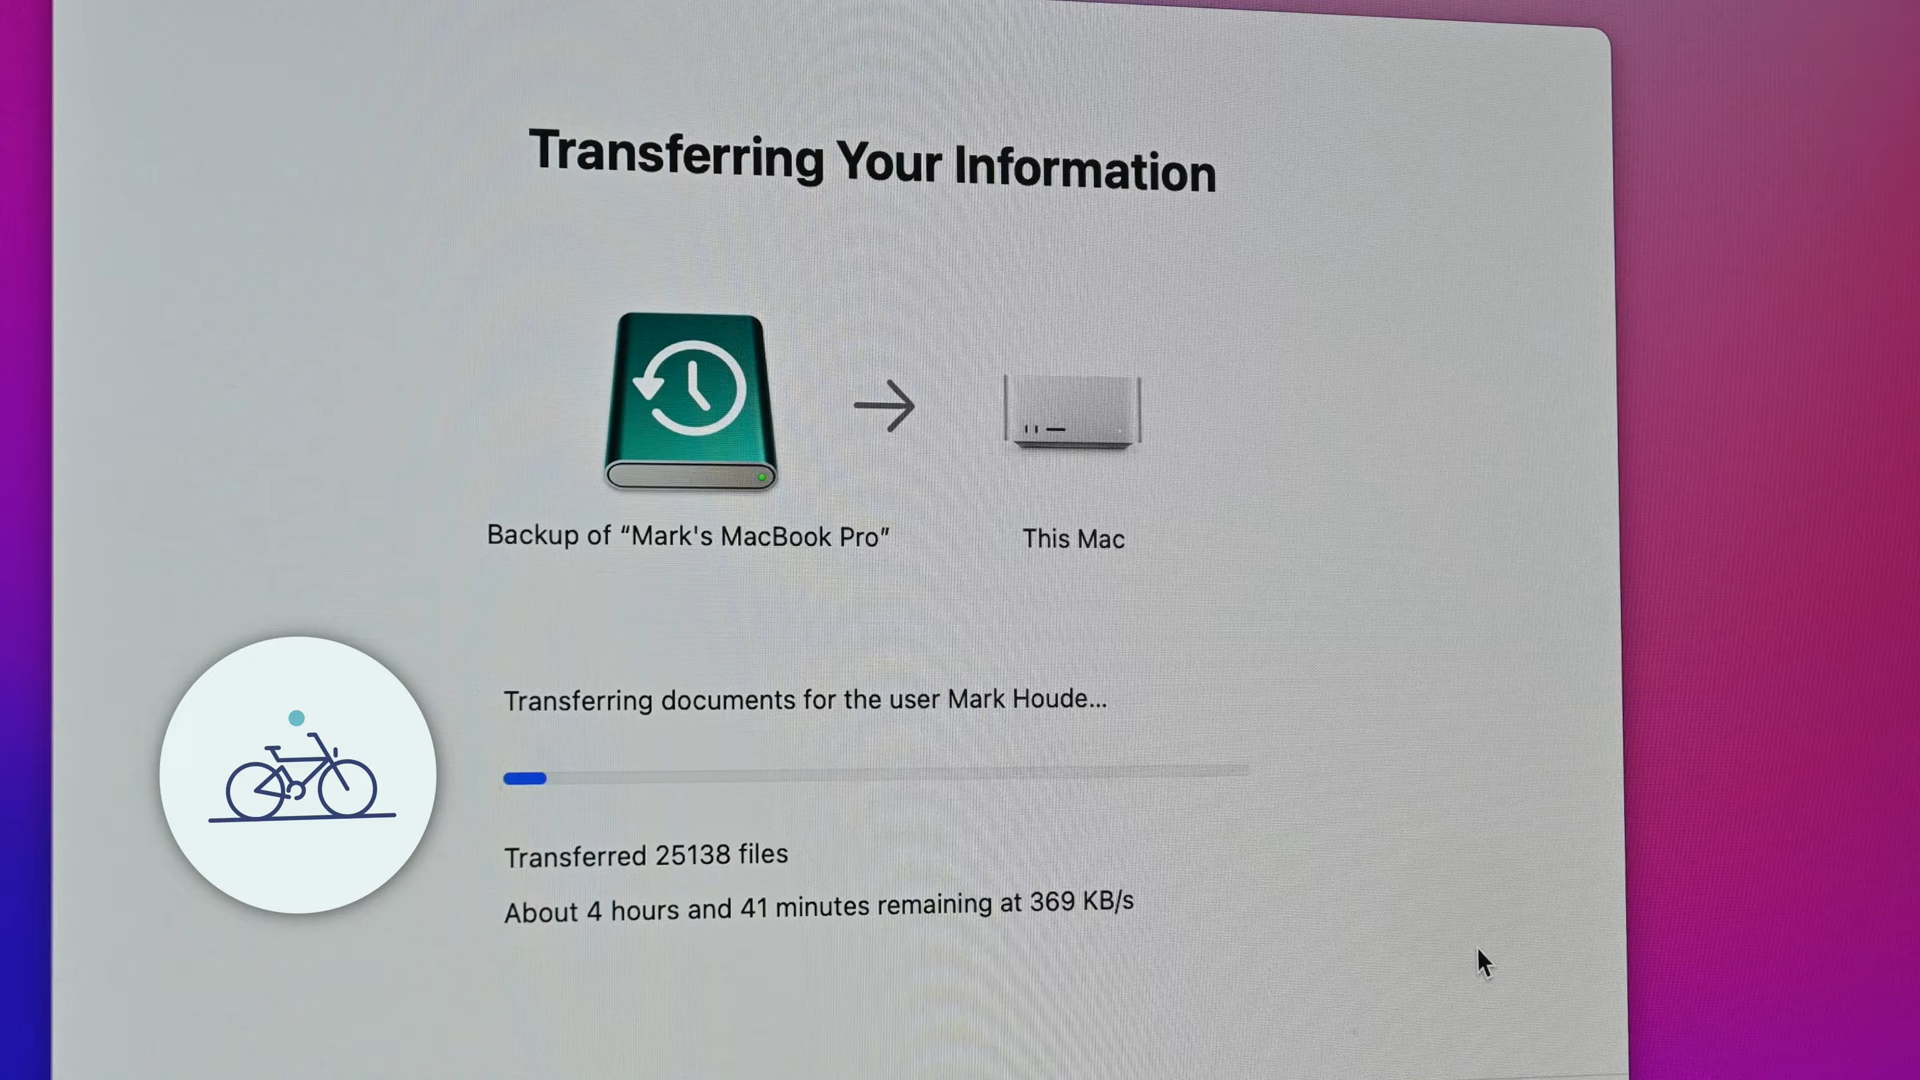 Transferring Your Information
Backup of “Mark's MacBook Pro”
This Mac
Transferring documents for the user Mark Houde...
Transferred 25138 files
About 4 hours and 41 minutes remaining at 369 KB/s